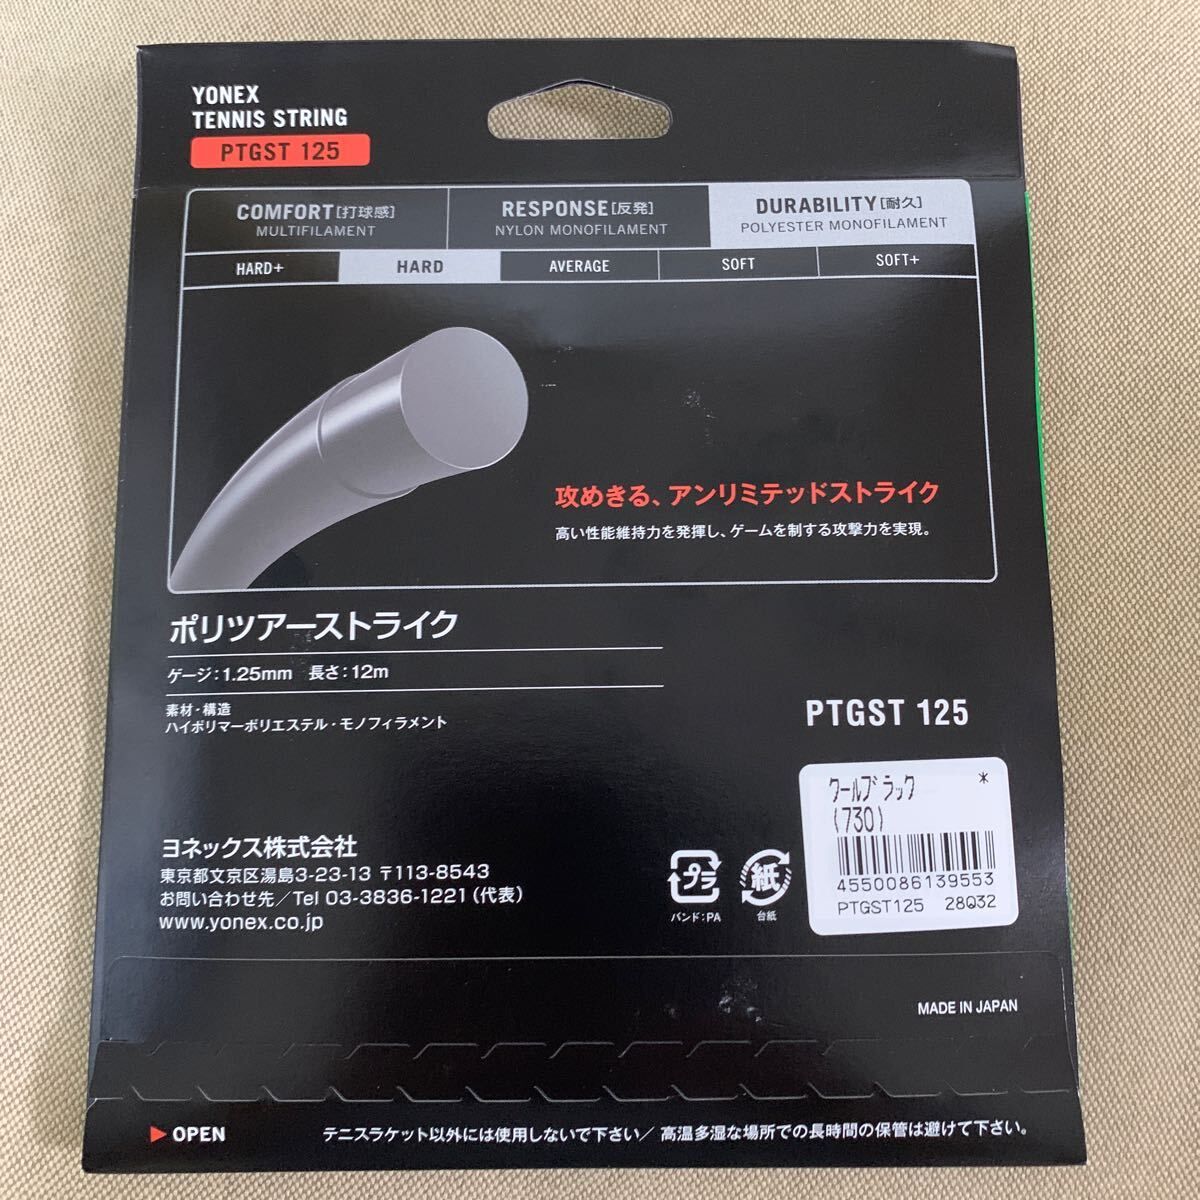 YONEX
TENNIS STRING
PTGST 125
COMFORT[打球感]
MULTIFILAMENT
RESPONSE[反発]
NYLON MONOFILAMENT
DURABILITY[耐久]
POLYESTER MONOFILAMENT
HARD+
HARD
AVERAGE
SOFT
SOFT+
攻めきる、アンリミテッドストライク
高い性能維持力を発揮し、ゲームを制する攻撃力を実現。
ポリツアーストライク
ゲージ:1.25mm 長さ:12m
素材・構造
ハイポリマーポリエステル・モノフィラメント
PTGST 125
クールブラック *
(730)
4550086139553
PTGST125 28Q32
ヨネックス株式会社
東京都文京区湯島3-23-13 〒113-8543
お問い合わせ先/Tel 03-3836-1221(代表)
www.yonex.co.jp
プラ
バンド:PA
紙
台紙
MADE IN JAPAN
▶ OPEN
テニスラケット以外には使用しないで下さい/高温多湿な場所での長時間の保管は避けて下さい。